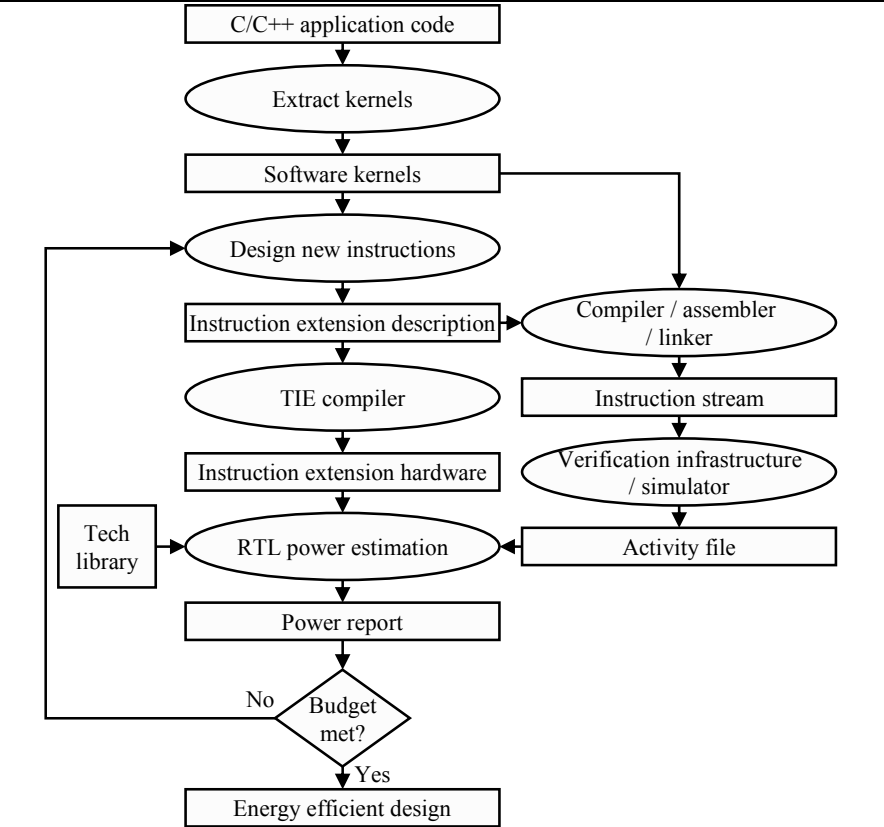 C/C++ application code
Extract kernels
Software kernels
Design new instructions
Instruction extension description
Compiler / assembler
/ linker
TIE compiler
Instruction stream
Instruction extension hardware
Verification infrastructure
/ simulator
Tech
library
RTL power estimation
Activity file
Power report
No
Budget
met?
Yes
Energy efficient design